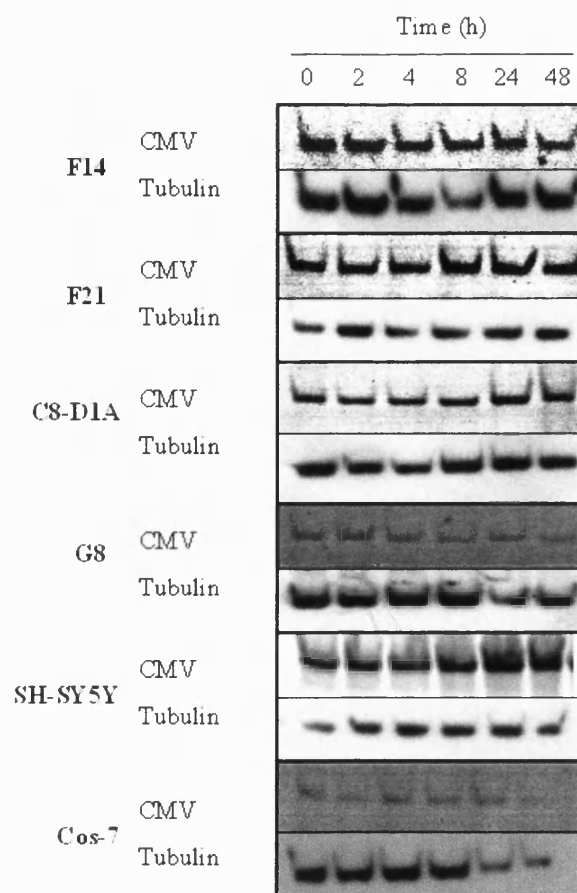 Time (h)
0 2 4 8 24 48
CMV
F14
Tubulin
CMV
F21
Tubulin
CMV
C8-D1A
Tubulin
CMV
G8
Tubulin
CMV
SH-SY5Y
Tubulin
CMV
Cos-7
Tubulin